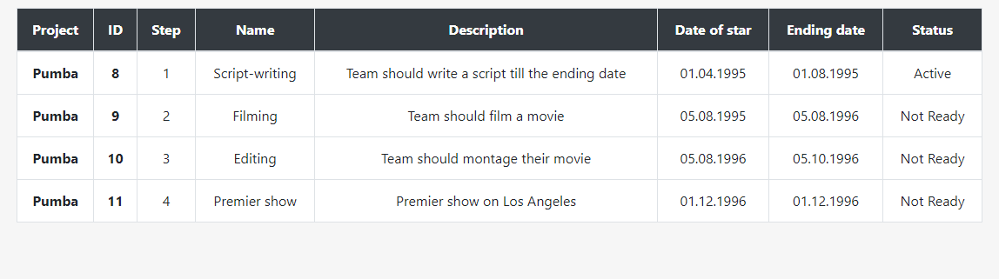 Project ID Step Name Description Date of star Ending date Status
Pumba 8 1 Script-writing Team should write a script till the ending date 01.04.1995 01.08.1995 Active
Pumba 9 2 Filming Team should film a movie 05.08.1995 05.08.1996 Not Ready
Pumba 10 3 Editing Team should montage their movie 05.08.1996 05.10.1996 Not Ready
Pumba 11 4 Premier show Premier show on Los Angeles 01.12.1996 01.12.1996 Not Ready